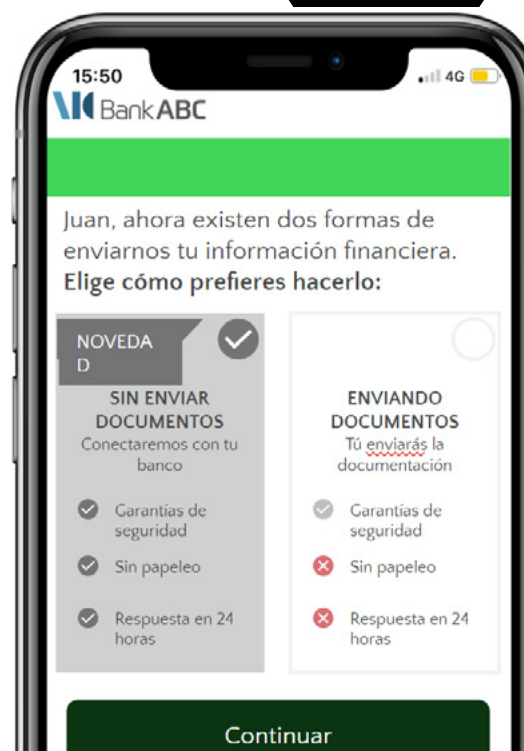 15:50
4G
Bank ABC
Juan, ahora existen dos formas de
enviarnos tu información financiera.
Elige cómo prefieres hacerlo:
NOVEDA
D
SIN ENVIAR
DOCUMENTOS
Conectaremos con tu
banco
Garantías de
seguridad
Sin papeleo
Respuesta en 24
horas
ENVIANDO
DOCUMENTOS
Tú enviarás la
documentación
Garantías de
seguridad
Sin papeleo
Respuesta en 24
horas
Continuar